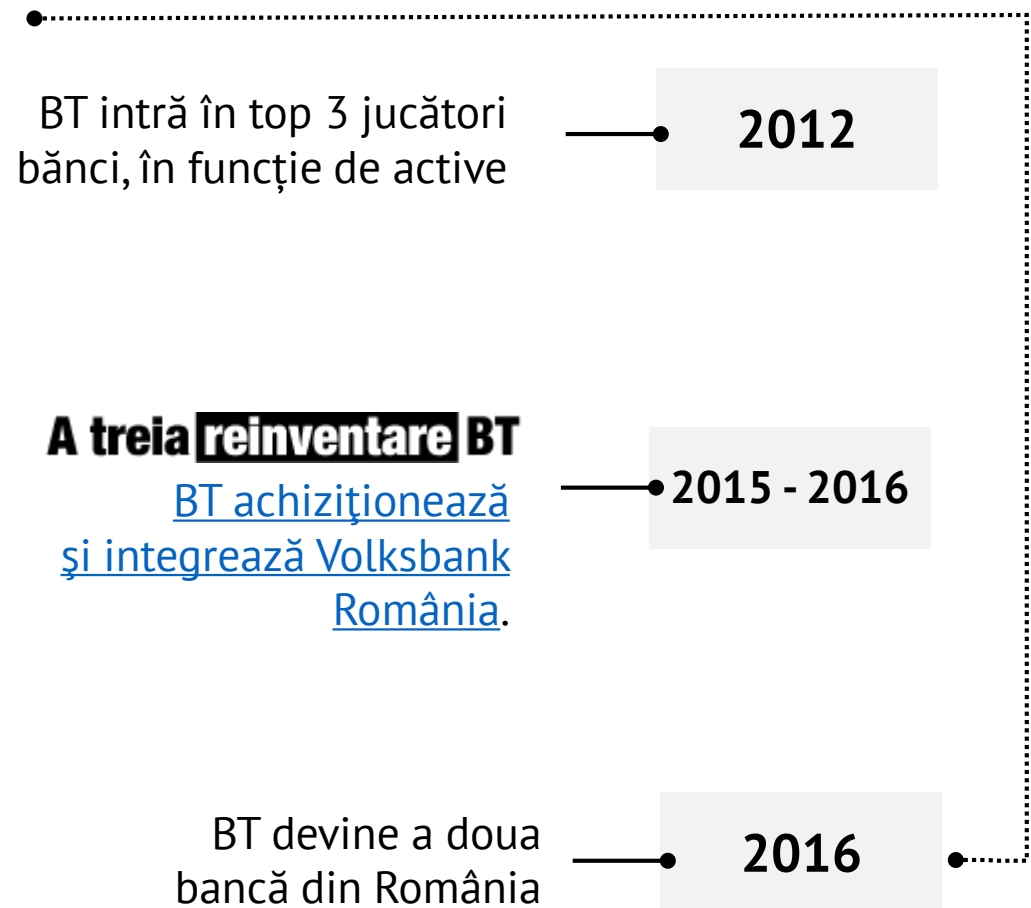 BT intră în top 3 jucători
bănci, în funcție de active
2012
A treia reinventare BT
BT achiziţionează
şi integrează Volksbank
România.
2015 - 2016
BT devine a doua
bancă din România
2016